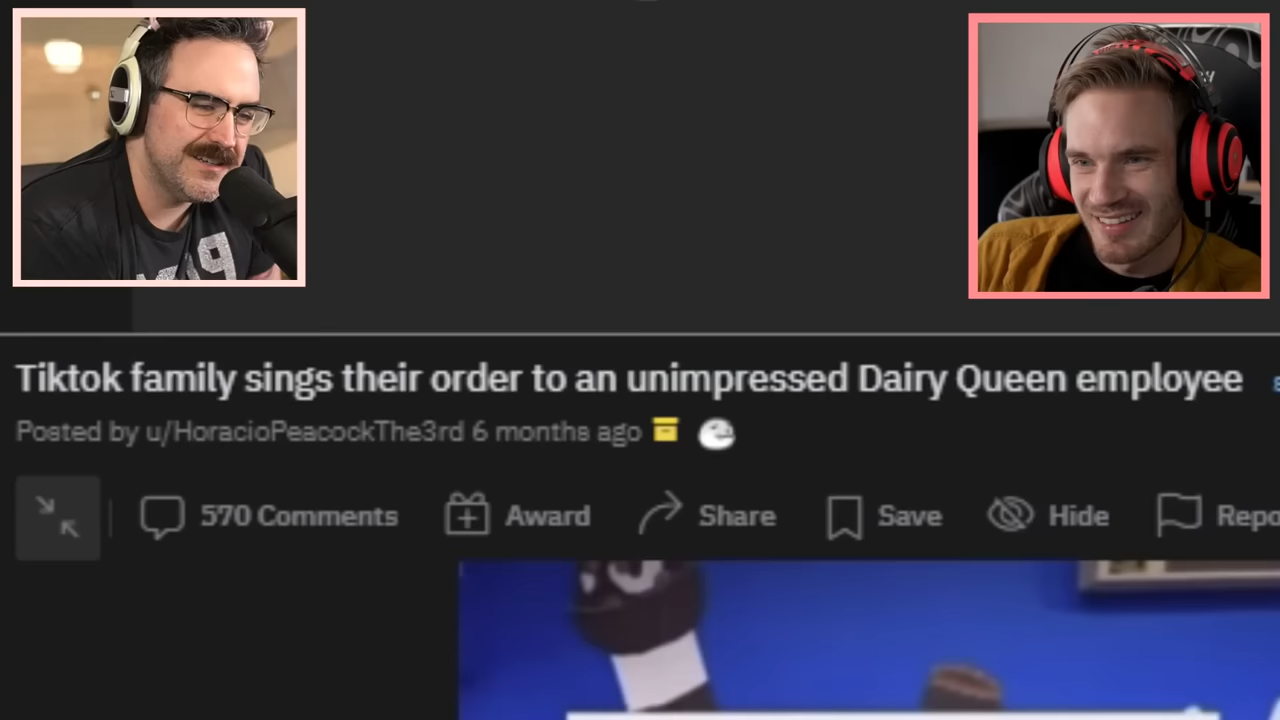 Tiktok family sings their order to an unimpressed Dairy Queen employee
Posted by u/HoracioPeacockThe3rd 6 months ago
570 Comments Award Share Save Hide Repo